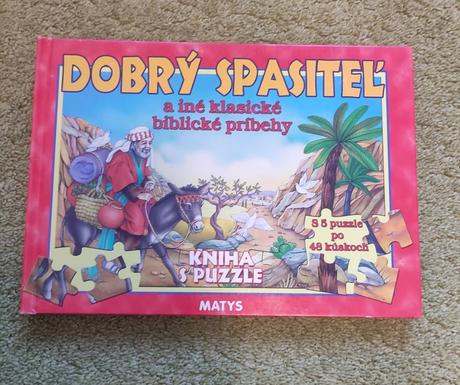 DOBRÝ SPASITEĽ
a iné klasické
biblické príbehy
S 5 puzzle
po
48 kúskoch
KNIHA
S PUZZLE
MATYS